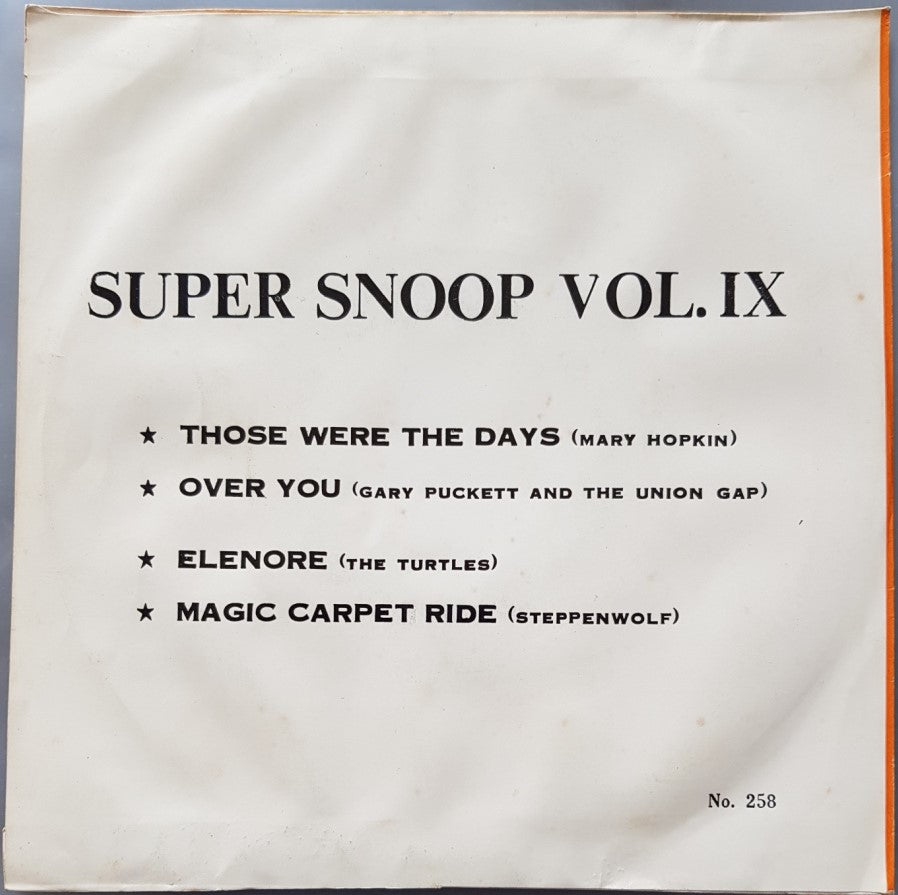 SUPER SNOOP VOL. IX
★ THOSE WERE THE DAYS (MARY HOPKIN)
★ OVER YOU (GARY PUCKETT AND THE UNION GAP)
★ ELENORE (THE TURTLES)
★ MAGIC CARPET RIDE (STEPPENWOLF)
No. 258